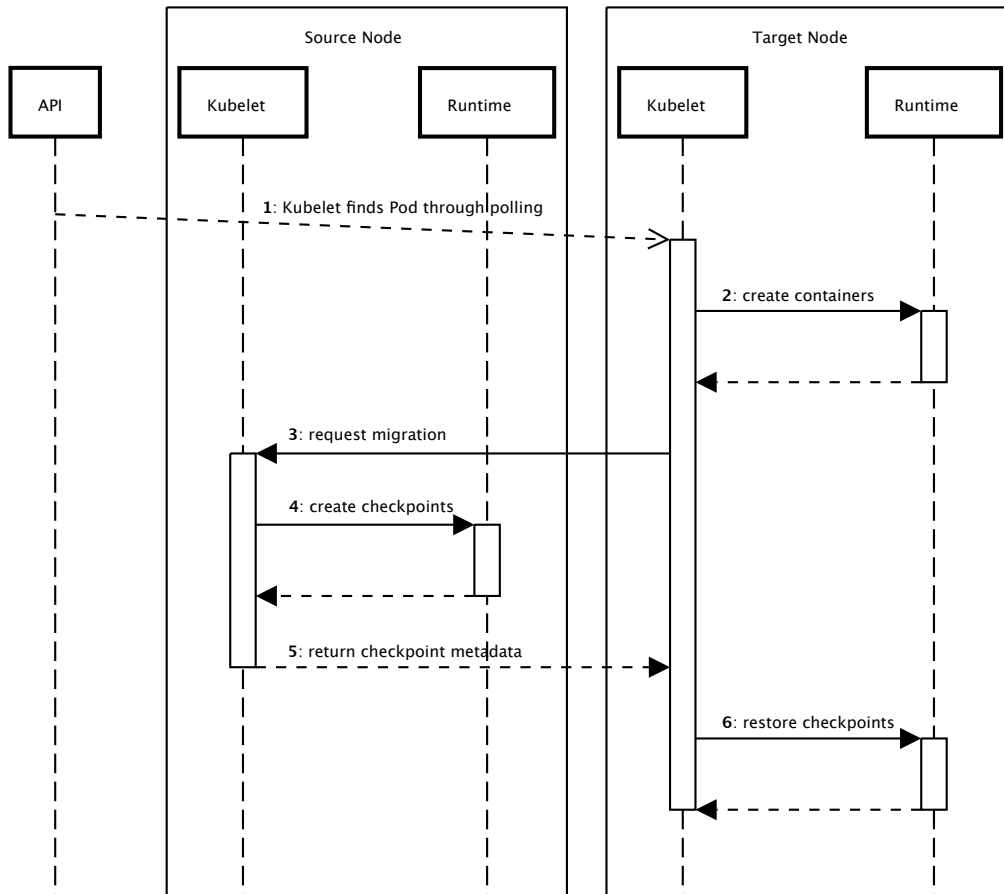 Source Node
Target Node
API
Kubelet
Runtime
Kubelet
Runtime
1: Kubelet finds Pod through polling
2: create containers
3: request migration
4: create checkpoints
5: return checkpoint metadata
6: restore checkpoints